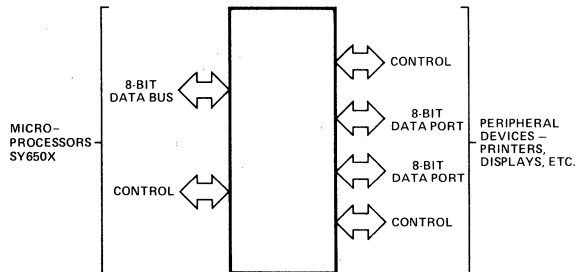 MICRO–
PROCESSORS
SY650X
8-BIT
DATA BUS
CONTROL
CONTROL
8-BIT
DATA PORT
8-BIT
DATA PORT
CONTROL
PERIPHERAL
DEVICES –
PRINTERS,
DISPLAYS, ETC.